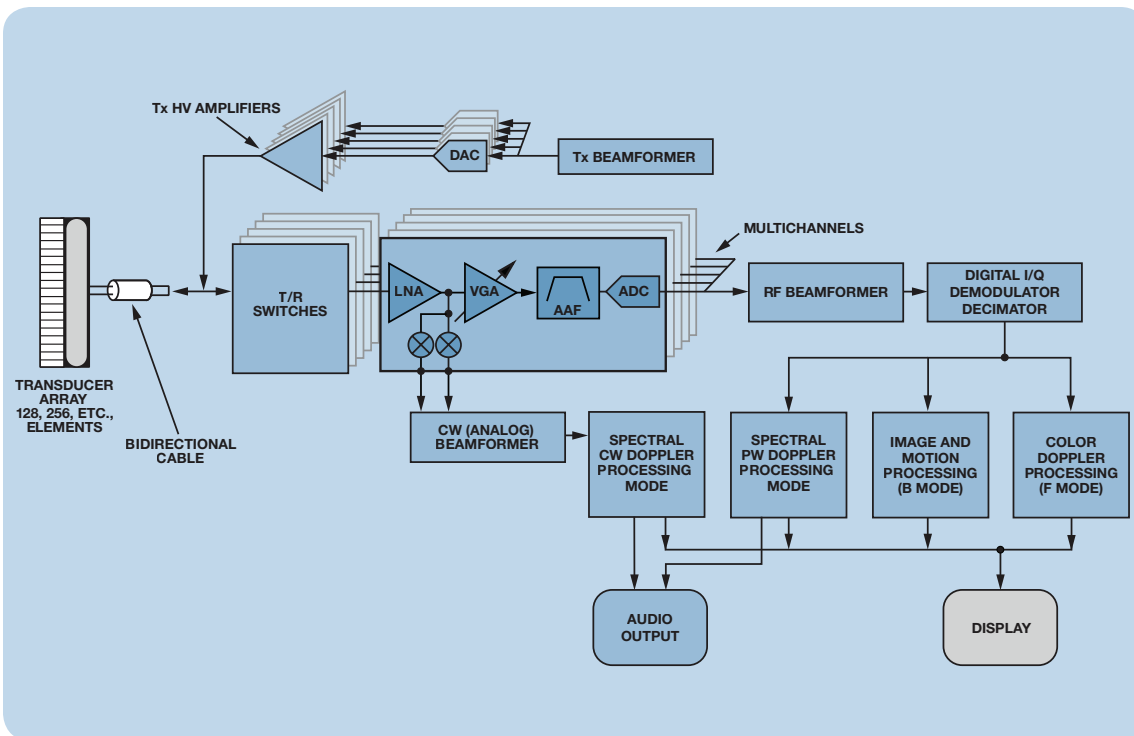 Tx HV AMPLIFIERS
DAC
Tx BEAMFORMER
MULTICHANNELS
T/R
SWITCHES
LNA
VGA
AAF
ADC
RF BEAMFORMER
DIGITAL I/Q
DEMODULATOR
DECIMATOR
TRANSDUCER
ARRAY
128, 256, ETC.,
ELEMENTS
BIDIRECTIONAL
CABLE
CW (ANALOG)
BEAMFORMER
SPECTRAL
CW DOPPLER
PROCESSING
MODE
SPECTRAL
PW DOPPLER
PROCESSING
MODE
IMAGE AND
MOTION
PROCESSING
(B MODE)
COLOR
DOPPLER
PROCESSING
(F MODE)
AUDIO
OUTPUT
DISPLAY